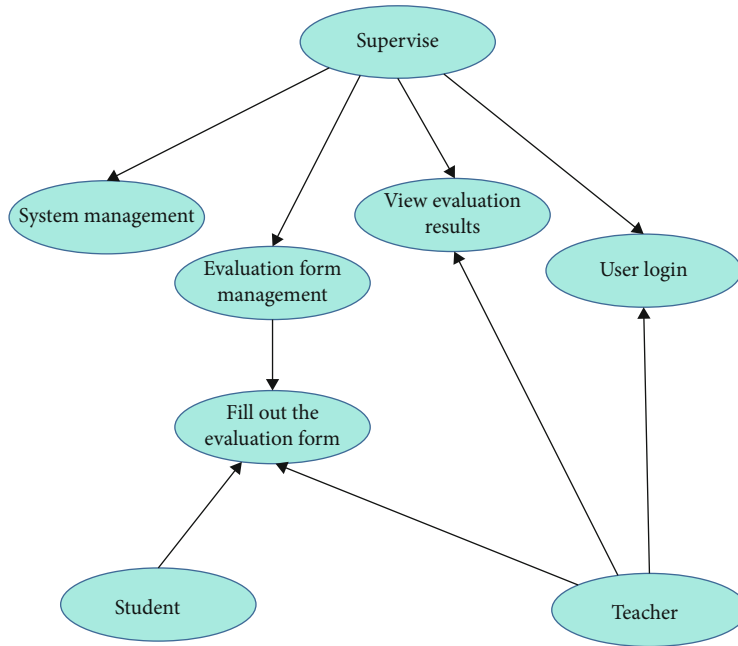 Supervise
System management
View evaluation
results
Evaluation form
management
User login
Fill out the
evaluation form
Student
Teacher